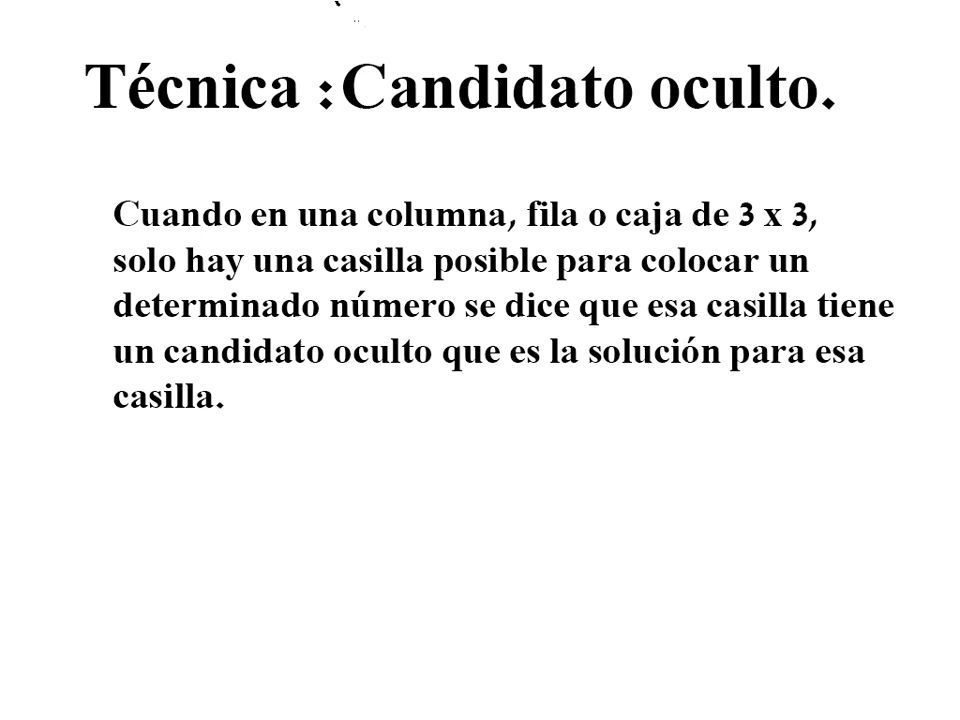 Técnica :Candidato oculto.
Cuando en una columna, fila o caja de 3 x 3,
solo hay una casilla posible para colocar un
determinado número se dice que esa casilla tiene
un candidato oculto que es la solución para esa
casilla.